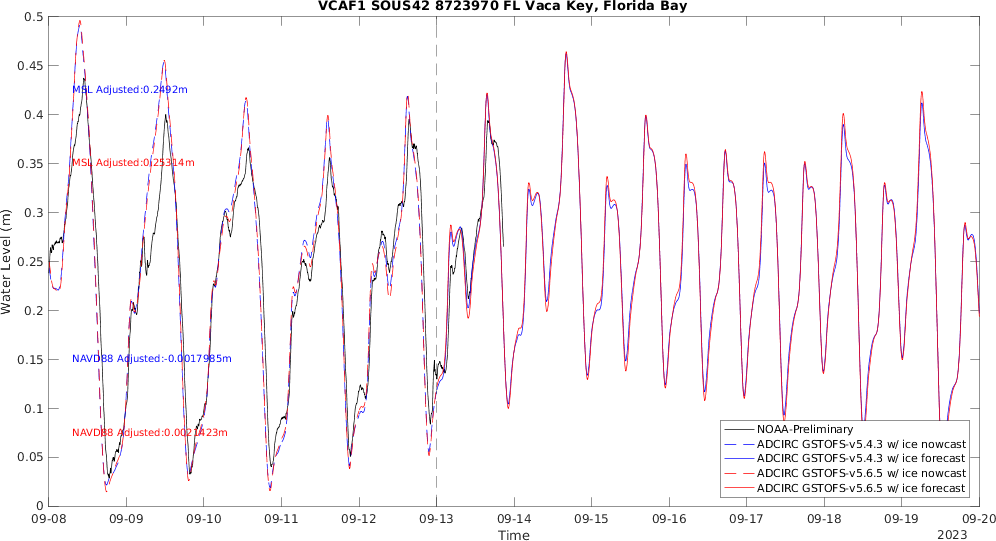 VCAF1 SOUS42 8723970 FL Vaca Key, Florida Bay
0.5
0.45
0.4
0.35
0.3
0.25
0.2
0.15
0.1
0.05
0
Water Level (m)
MSL Adjusted:0.2492m
MSL Adjusted:0.25314m
NAVD88 Adjusted:-0.0017985m
NAVD88 Adjusted:0.0021423m
NOAA-Preliminary
ADCIRC GSTOFS-v5.4.3 w/ ice nowcast
ADCIRC GSTOFS-v5.4.3 w/ ice forecast
ADCIRC GSTOFS-v5.6.5 w/ ice nowcast
ADCIRC GSTOFS-v5.6.5 w/ ice forecast
09-08 09-09 09-10 09-11 09-12 09-13 09-14 09-15 09-16 09-17 09-18 09-19 09-20
Time
2023